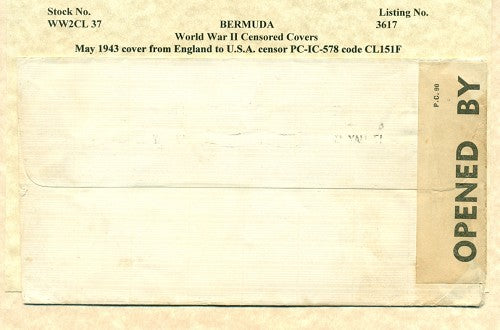 Stock No.
WW2CL 37
BERMUDA
Listing No.
3617
World War II Censored Covers
May 1943 cover from England to U.S.A. censor PC-IC-578 code CL151F
P.C. 90
OPENED BY